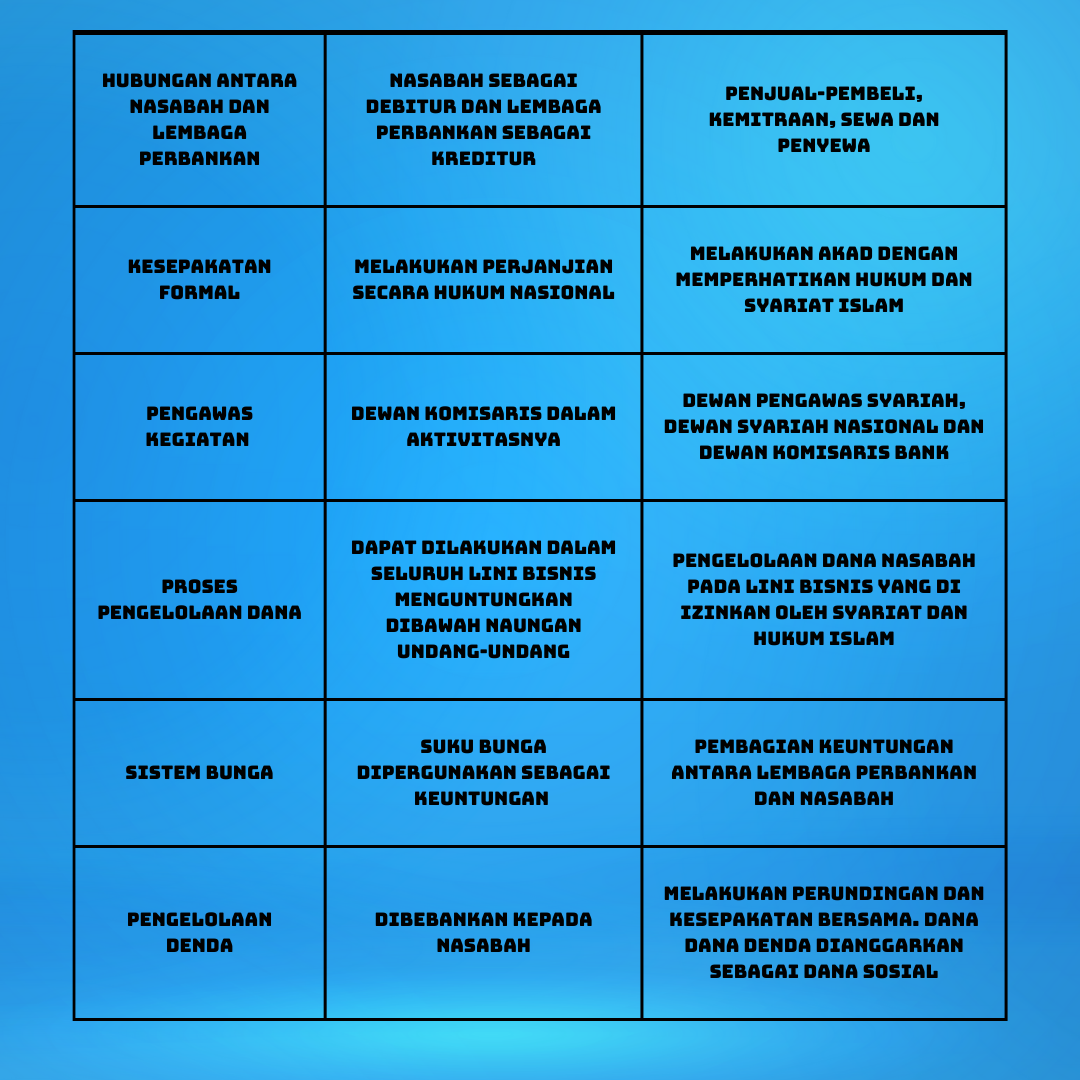 HUBUNGAN ANTARA
NASABAH DAN
LEMBAGA
PERBANKAN
NASABAH SEBAGAI
DEBITUR DAN LEMBAGA
PERBANKAN SEBAGAI
KREDITUR
PENJUAL-PEMBELI,
KEMITRAAN, SEWA DAN
PENYEWA
KESEPAKATAN
FORMAL
MELAKUKAN PERJANJIAN
SECARA HUKUM NASIONAL
MELAKUKAN AKAD DENGAN
MEMPERHATIKAN HUKUM DAN
SYARIAT ISLAM
PENGAWAS
KEGIATAN
DEWAN KOMISARIS DALAM
AKTIVITASNYA
DEWAN PENGAWAS SYARIAH,
DEWAN SYARIAH NASIONAL DAN
DEWAN KOMISARIS BANK
PROSES
PENGELOLAAN DANA
DAPAT DILAKUKAN DALAM
SELURUH LINI BISNIS
MENGUNTUNGKAN
DIBAWAH NAUNGAN
UNDANG-UNDANG
PENGELOLAAN DANA NASABAH
PADA LINI BISNIS YANG DI
IZINKAN OLEH SYARIAT DAN
HUKUM ISLAM
SISTEM BUNGA
SUKU BUNGA
DIPERGUNAKAN SEBAGAI
KEUNTUNGAN
PEMBAGIAN KEUNTUNGAN
ANTARA LEMBAGA PERBANKAN
DAN NASABAH
PENGELOLAAN
DENDA
DIBEBANKAN KEPADA
NASABAH
MELAKUKAN PERUNDINGAN DAN
KESEPAKATAN BERSAMA. DANA
DANA DENDA DIANGGARKAN
SEBAGAI DANA SOSIAL